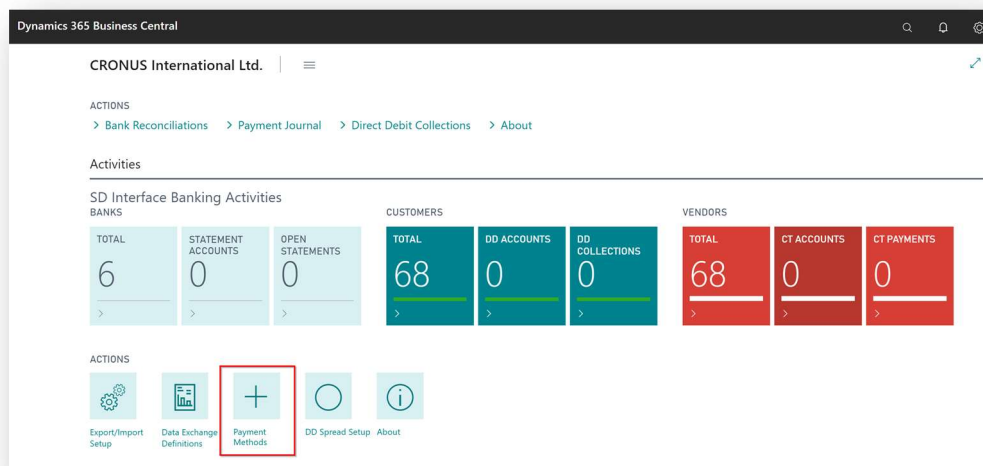 Dynamics 365 Business Central
CRONUS International Ltd.
ACTIONS
> Bank Reconciliations > Payment Journal > Direct Debit Collections > About
Activities
SD Interface Banking Activities
BANKS
TOTAL
6
STATEMENT
ACCOUNTS
0
OPEN
STATEMENTS
0
CUSTOMERS
TOTAL
68
DD ACCOUNTS
0
DD
COLLECTIONS
0
VENDORS
TOTAL
68
CT ACCOUNTS
0
CT PAYMENTS
0
ACTIONS
Export/Import
Setup
Data Exchange
Definitions
Payment
Methods
DD Spread Setup
About